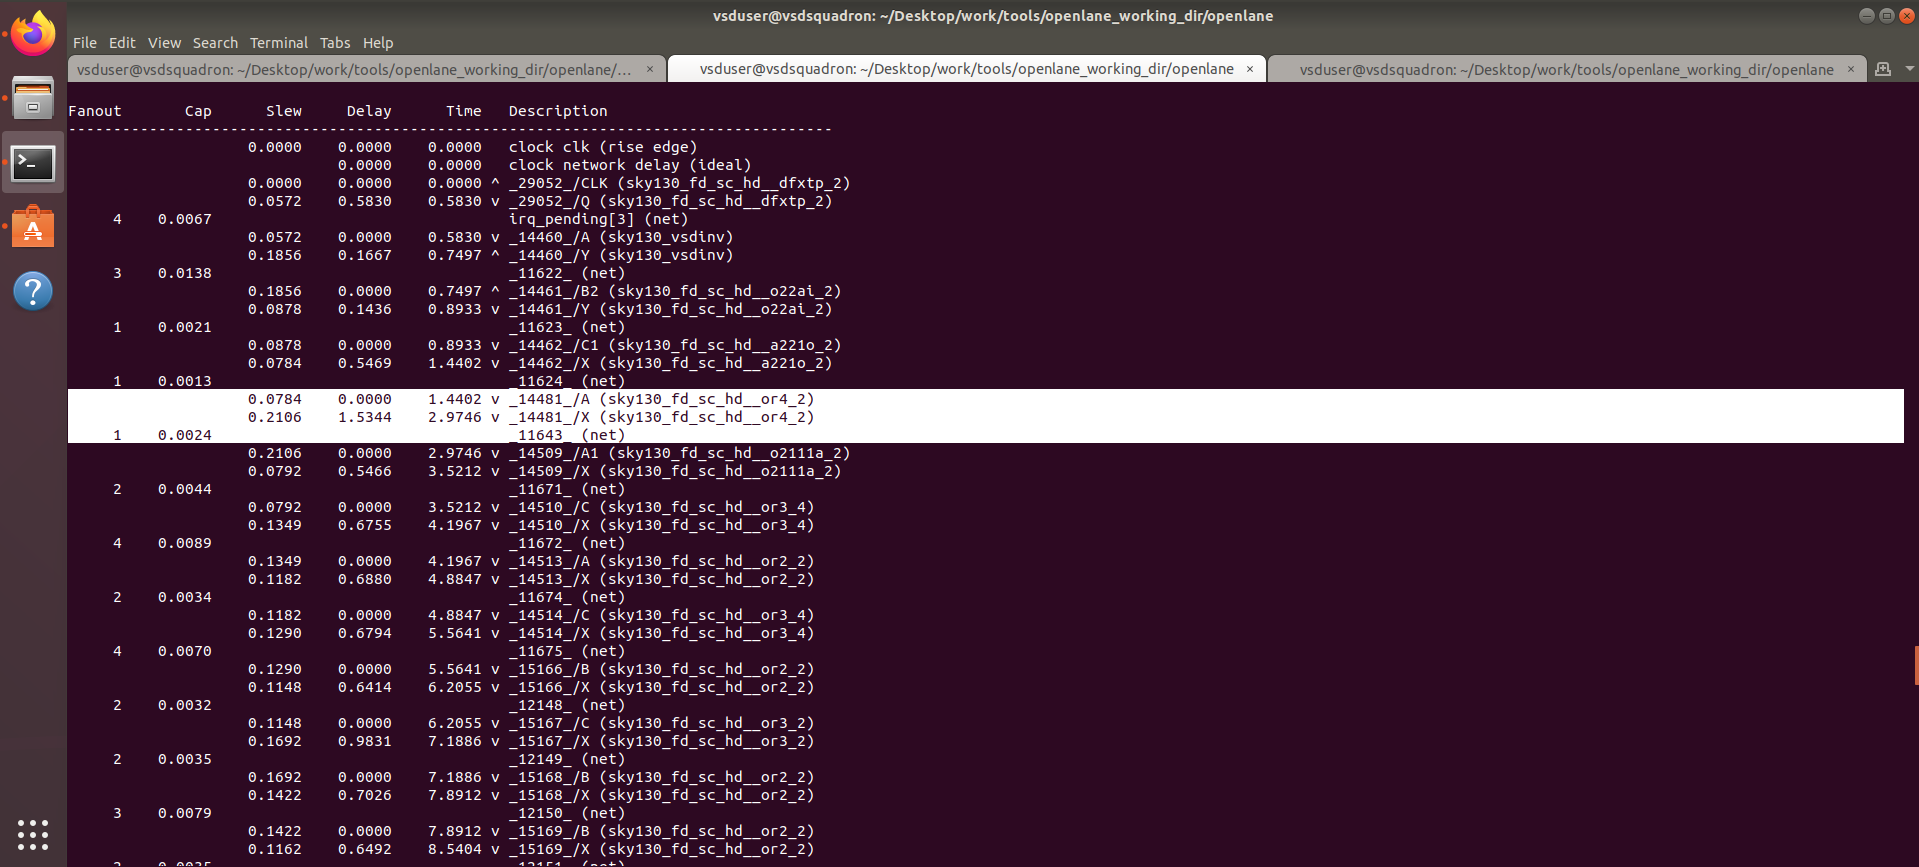 vsduser@vsdsquadron: ~/Desktop/work/tools/openlane_working_dir/openlane
File Edit View Search Terminal Tabs Help
vsduser@vsdsquadron: ~/Desktop/work/tools/openlane_working_dir/openlane/... × vsduser@vsdsquadron: ~/Desktop/work/tools/openlane_working_dir/openlane × vsduser@vsdsquadron: ~/Desktop/work/tools/openlane_working_dir/openlane ×
Fanout Cap Slew Delay Time Description
-------------------------------------------------------------------------------------
0.0000 0.0000 0.0000 clock clk (rise edge)
0.0000 0.0000 clock network delay (ideal)
0.0000 0.0000 0.0000 ^ _29052_/CLK (sky130_fd_sc_hd__dfxtp_2)
0.0572 0.5830 0.5830 v _29052_/Q (sky130_fd_sc_hd__dfxtp_2)
4 0.0067 irq_pending[3] (net)
0.0572 0.0000 0.5830 v _14460_/A (sky130_vsdinv)
0.1856 0.1667 0.7497 ^ _14460_/Y (sky130_vsdinv)
3 0.0138 _11622_ (net)
0.1856 0.0000 0.7497 ^ _14461_/B2 (sky130_fd_sc_hd__o22ai_2)
0.0878 0.1436 0.8933 v _14461_/Y (sky130_fd_sc_hd__o22ai_2)
1 0.0021 _11623_ (net)
0.0878 0.0000 0.8933 v _14462_/C1 (sky130_fd_sc_hd__a221o_2)
0.0784 0.5469 1.4402 v _14462_/X (sky130_fd_sc_hd__a221o_2)
1 0.0013 _11624_ (net)
0.0784 0.0000 1.4402 v _14481_/A (sky130_fd_sc_hd__or4_2)
0.2106 1.5344 2.9746 v _14481_/X (sky130_fd_sc_hd__or4_2)
1 0.0024 _11643_ (net)
0.2106 0.0000 2.9746 v _14509_/A1 (sky130_fd_sc_hd__o2111a_2)
0.0792 0.5466 3.5212 v _14509_/X (sky130_fd_sc_hd__o2111a_2)
2 0.0044 _11671_ (net)
0.0792 0.0000 3.5212 v _14510_/C (sky130_fd_sc_hd__or3_4)
0.1349 0.6755 4.1967 v _14510_/X (sky130_fd_sc_hd__or3_4)
4 0.0089 _11672_ (net)
0.1349 0.0000 4.1967 v _14513_/A (sky130_fd_sc_hd__or2_2)
0.1182 0.6880 4.8847 v _14513_/X (sky130_fd_sc_hd__or2_2)
2 0.0034 _11674_ (net)
0.1182 0.0000 4.8847 v _14514_/C (sky130_fd_sc_hd__or3_4)
0.1290 0.6794 5.5641 v _14514_/X (sky130_fd_sc_hd__or3_4)
4 0.0070 _11675_ (net)
0.1290 0.0000 5.5641 v _15166_/B (sky130_fd_sc_hd__or2_2)
0.1148 0.6414 6.2055 v _15166_/X (sky130_fd_sc_hd__or2_2)
2 0.0032 _12148_ (net)
0.1148 0.0000 6.2055 v _15167_/C (sky130_fd_sc_hd__or3_2)
0.1692 0.9831 7.1886 v _15167_/X (sky130_fd_sc_hd__or3_2)
2 0.0035 _12149_ (net)
0.1692 0.0000 7.1886 v _15168_/B (sky130_fd_sc_hd__or2_2)
0.1422 0.7026 7.8912 v _15168_/X (sky130_fd_sc_hd__or2_2)
3 0.0079 _12150_ (net)
0.1422 0.0000 7.8912 v _15169_/B (sky130_fd_sc_hd__or2_2)
0.1162 0.6492 8.5404 v _15169_/X (sky130_fd_sc_hd__or2_2)